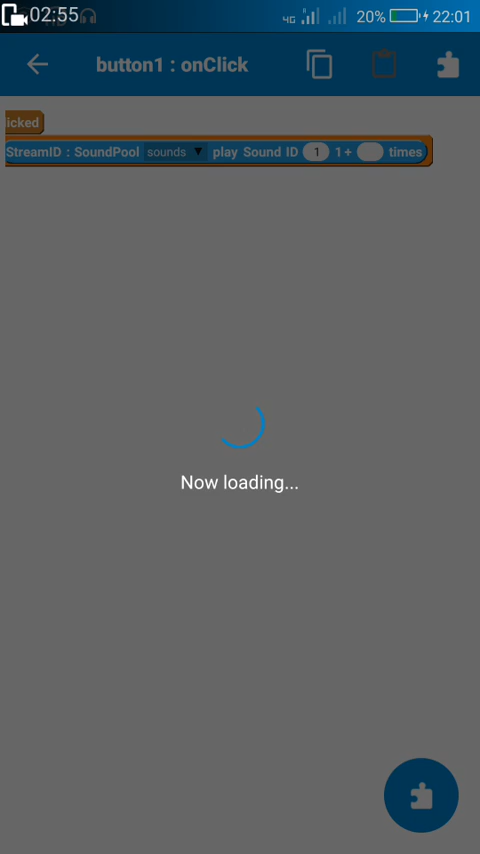 02:55 4G 20% 22:01
button1 : onClick
icked
StreamID : SoundPool sounds ▼ play Sound ID 1 1+ times
Now loading...